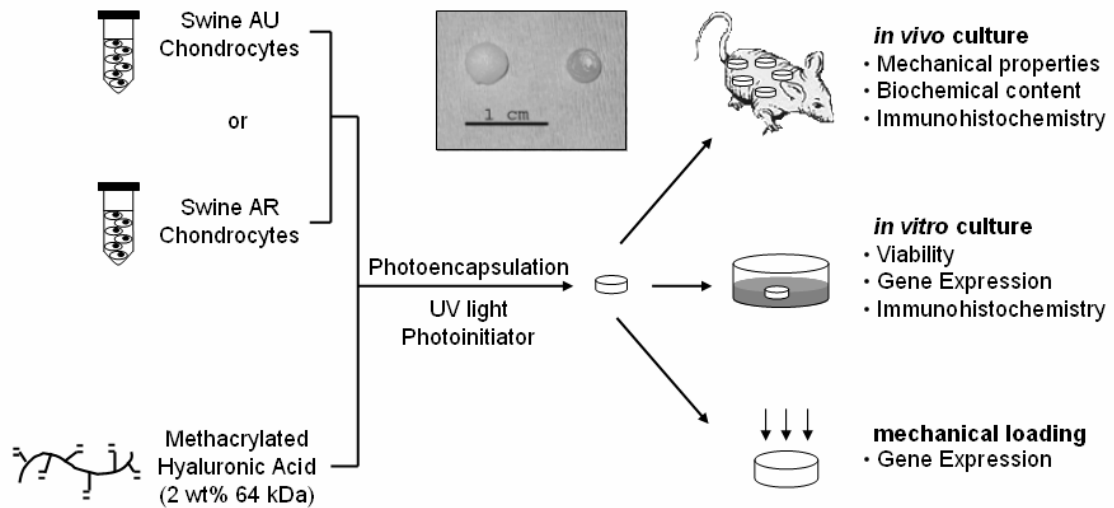 Swine AU
Chondrocytes
or
Swine AR
Chondrocytes
Methacrylated
Hyaluronic Acid
(2 wt% 64 kDa)
Photoencapsulation
UV light
Photoinitiator
1 cm
in vivo culture
· Mechanical properties
· Biochemical content
· Immunohistochemistry
in vitro culture
· Viability
· Gene Expression
· Immunohistochemistry
mechanical loading
· Gene Expression